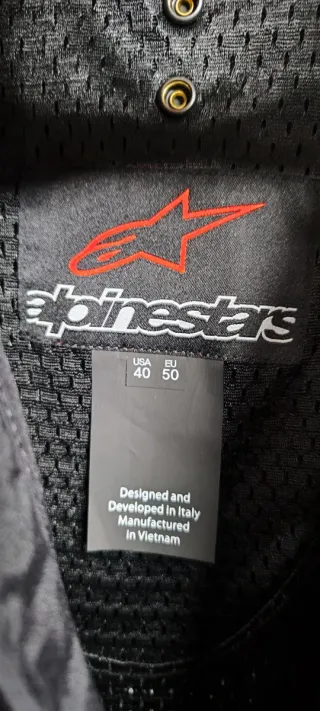 alpinestars
USA EU
40 50
Designed and
Developed in Italy
Manufactured
in Vietnam